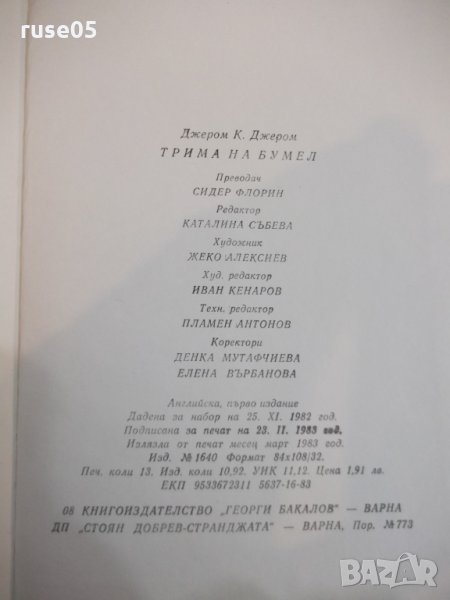 ruse05
Джером К. Джером
ТРИМА НА БУМЕЛ
Преводач
СИДЕР ФЛОРИН
Редактор
КАТАЛИНА СЪБЕВА
Художник
ЖЕКО АЛЕКСИЕВ
Худ. редактор
ИВАН КЕНАРОВ
Техн. редактор
ПЛАМЕН АНТОНОВ
Коректори
ДЕНКА МУТАФЧИЕВА
ЕЛЕНА ВЪРБАНОВА
Английска, първо издание
Дадена за набор на 25. XI. 1982 год.
Подписана за печат на 23. II. 1983 год.
Излязла от печат месец март 1983 год.
Изд. №1640 Формат 84х108/32.
Печ. коли 13. Изд. коли 10,92. УИК 11,12. Цена 1,91 лв.
ЕКП 9533672311 5637-16-83
08 КНИГОИЗДАТЕЛСТВО „ГЕОРГИ БАКАЛОВ" — ВАРНА
ДП „СТОЯН ДОБРЕВ-СТРАНДЖАТА" — ВАРНА, Пор. №773
BAZAR
.bg